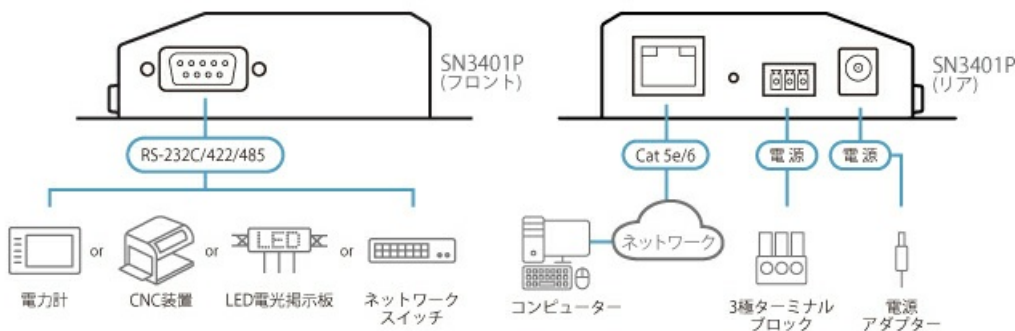 SN3401P
(フロント)
RS-232C/422/485
or
or
LED
or
電力計
CNC装置
LED電光掲示板
ネットワーク
スイッチ
SN3401P
(リア)
Cat 5e/6
電源
電源
ネットワーク
コンピューター
3極ターミナル
ブロック
電源
アダプター